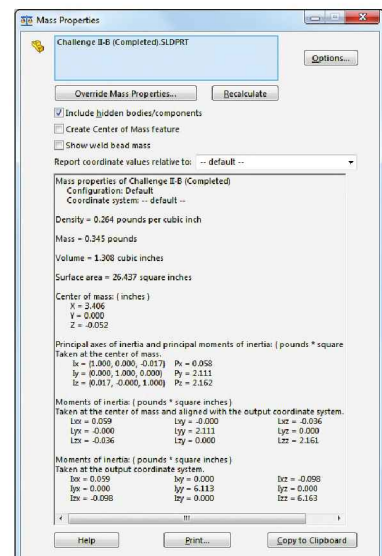 Mass Properties
Challenge II-B (Completed).SLDPRT
Options...
Override Mass Properties... Recalculate
Include hidden bodies/components
Create Center of Mass feature
Show weld bead mass
Report coordinate values relative to: -- default --
Mass properties of Challenge II-B (Completed)
Configuration: Default
Coordinate system: -- default --
Density = 0.264 pounds per cubic inch
Mass = 0.345 pounds
Volume = 1.308 cubic inches
Surface area = 26.437 square inches
Center of mass: ( inches )
X = 3.406
Y = 0.000
Z = -0.052
Principal axes of inertia and principal moments of inertia: ( pounds * square
Taken at the center of mass.
Ix = (1.000, 0.000, -0.017) Px = 0.058
Iy = (0.000, 1.000, 0.000) Py = 2.111
Iz = (0.017, -0.000, 1.000) Pz = 2.162
Moments of inertia: ( pounds * square inches )
Taken at the center of mass and aligned with the output coordinate system.
Lxx = 0.059 Lxy = -0.000 Lxz = -0.036
Lyx = -0.000 Lyy = 2.111 Lyz = 0.000
Lzx = -0.036 Lzy = 0.000 Lzz = 2.161
Moments of inertia: ( pounds * square inches )
Taken at the output coordinate system.
Ixx = 0.059 Ixy = 0.000 Ixz = -0.098
Iyx = 0.000 Iyy = 6.113 Iyz = 0.000
Izx = -0.098 Izy = 0.000 Izz = 6.163
Help Print... Copy to Clipboard